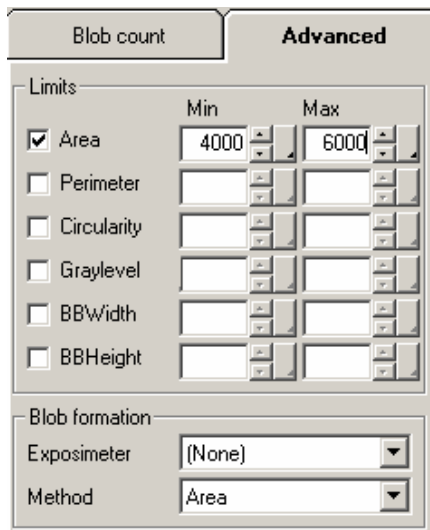 Blob count Advanced
Limits
Min Max
Area 4000 6000
Perimeter
Circularity
Graylevel
BBWidth
BBHeight
Blob formation
Exposimeter (None)
Method Area